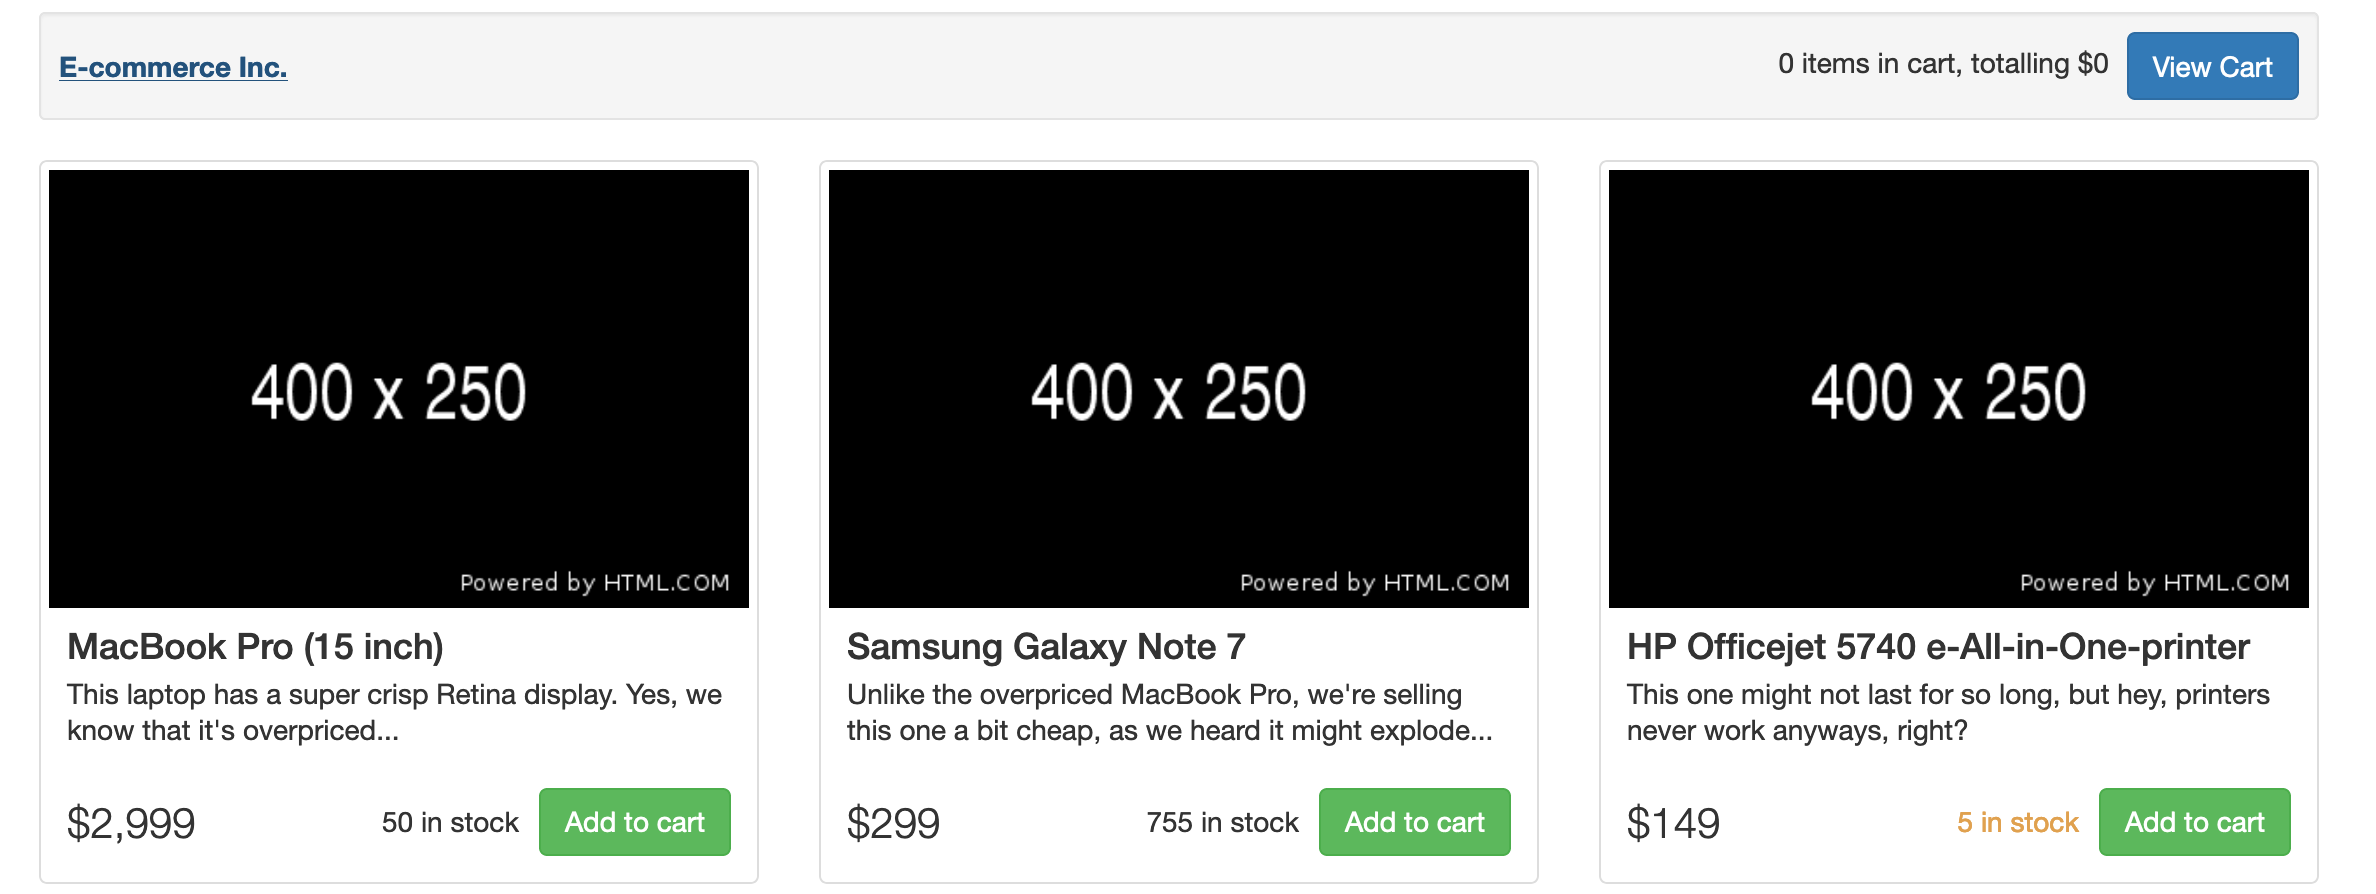 E-commerce Inc.
0 items in cart, totalling $0
View Cart
400 x 250
Powered by HTML.COM
MacBook Pro (15 inch)
This laptop has a super crisp Retina display. Yes, we
know that it's overpriced...
$2,999
50 in stock
Add to cart
400 x 250
Powered by HTML.COM
Samsung Galaxy Note 7
Unlike the overpriced MacBook Pro, we're selling
this one a bit cheap, as we heard it might explode...
$299
755 in stock
Add to cart
400 x 250
Powered by HTML.COM
HP Officejet 5740 e-All-in-One-printer
This one might not last for so long, but hey, printers
never work anyways, right?
$149
5 in stock
Add to cart